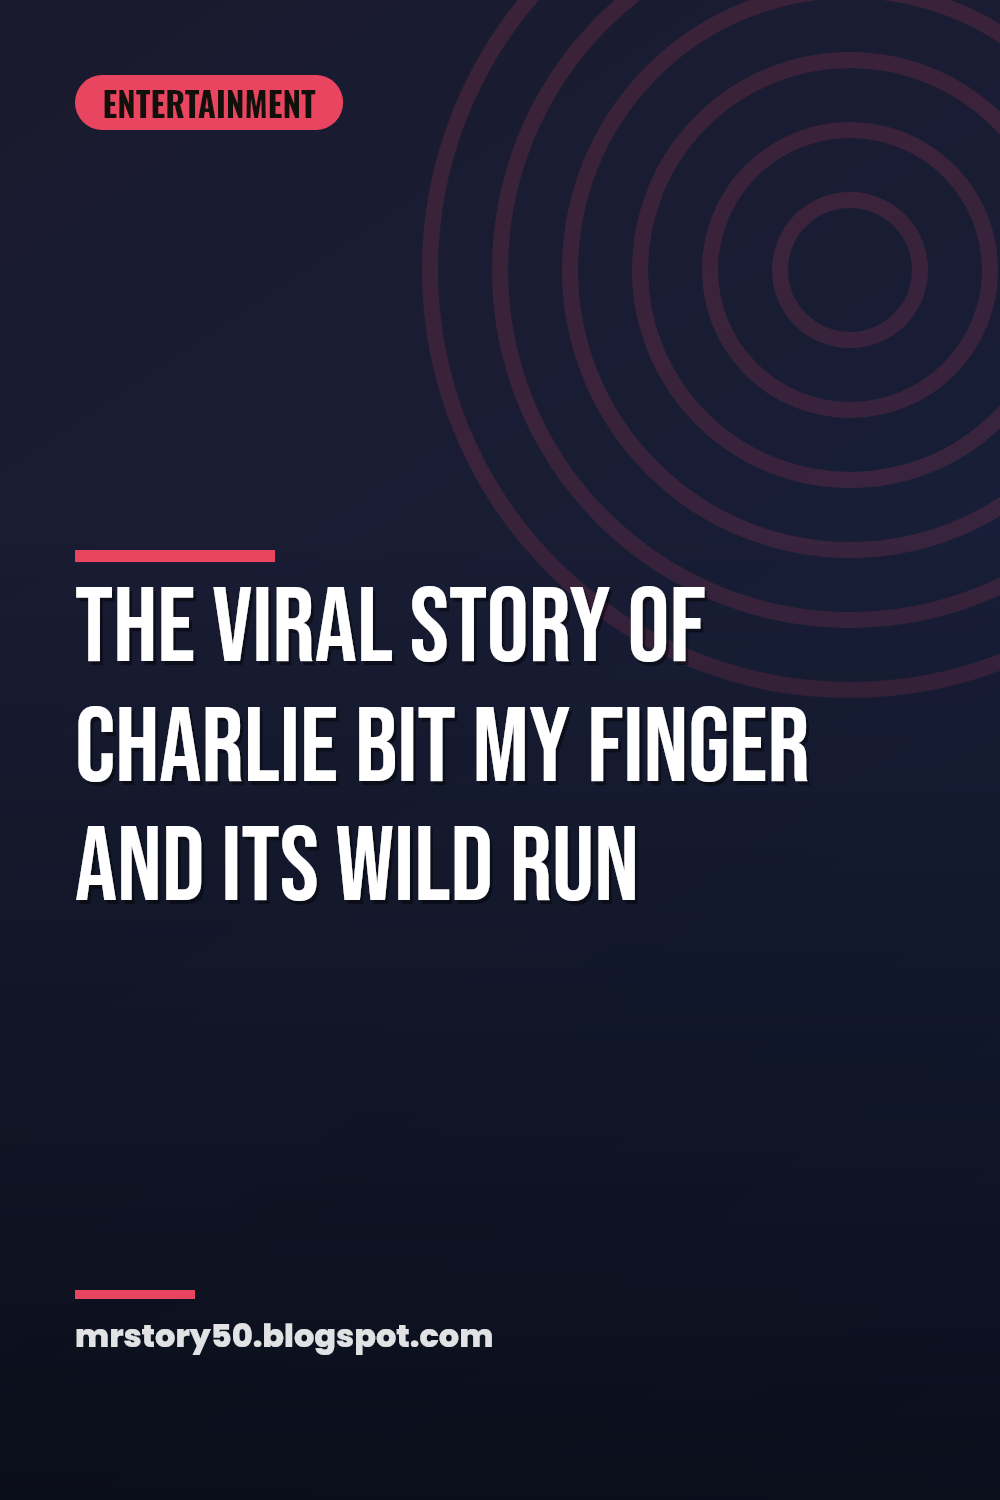 ENTERTAINMENT
THE VIRAL STORY OF
CHARLIE BIT MY FINGER
AND ITS WILD RUN
mrstory50.blogspot.com